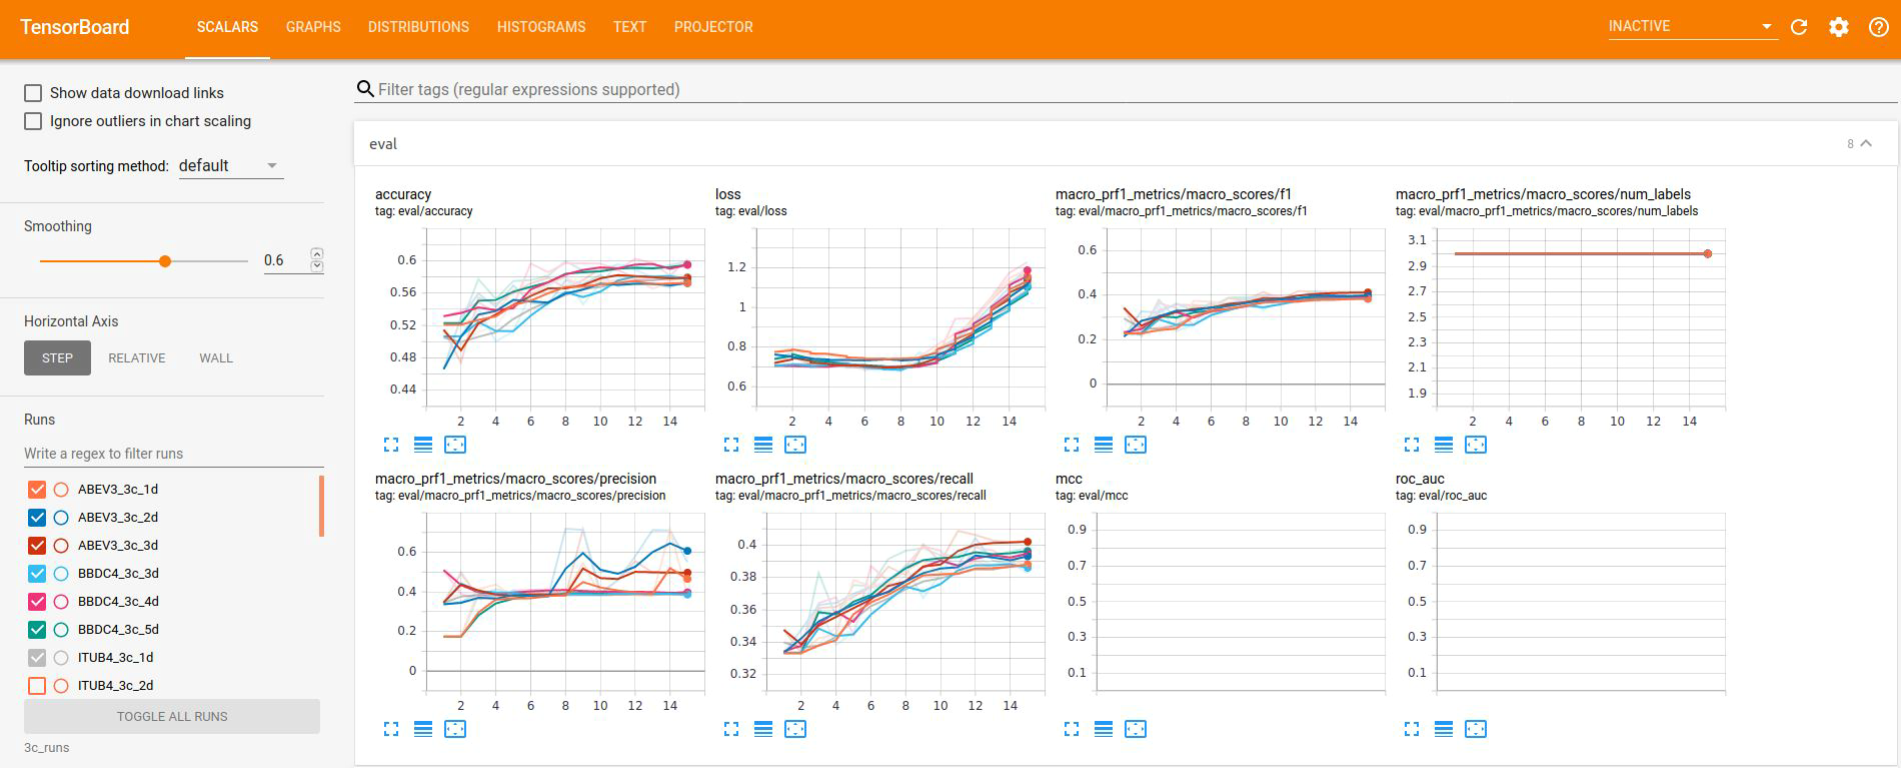 TensorBoard SCALARS GRAPHS DISTRIBUTIONS HISTOGRAMS TEXT PROJECTOR INACTIVE
Show data download links
Ignore outliers in chart scaling
Tooltip sorting method: default
Smoothing
0.6
Horizontal Axis
STEP RELATIVE WALL
Runs
Write a regex to filter runs
ABEV3_3c_1d
ABEV3_3c_2d
ABEV3_3c_3d
BBDC4_3c_3d
BBDC4_3c_4d
BBDC4_3c_5d
ITUB4_3c_1d
ITUB4_3c_2d
TOGGLE ALL RUNS
3c_runs
Filter tags (regular expressions supported)
eval 8
accuracy
tag: eval/accuracy
0.6
0.56
0.52
0.48
0.44
2 4 6 8 10 12 14
loss
tag: eval/loss
1.2
1
0.8
0.6
2 4 6 8 10 12 14
macro_prf1_metrics/macro_scores/f1
tag: eval/macro_prf1_metrics/macro_scores/f1
0.6
0.4
0.2
0
2 4 6 8 10 12 14
macro_prf1_metrics/macro_scores/num_labels
tag: eval/macro_prf1_metrics/macro_scores/num_labels
3.1
2.9
2.7
2.5
2.3
2.1
1.9
2 4 6 8 10 12 14
macro_prf1_metrics/macro_scores/precision
tag: eval/macro_prf1_metrics/macro_scores/precision
0.6
0.4
0.2
0
2 4 6 8 10 12 14
macro_prf1_metrics/macro_scores/recall
tag: eval/macro_prf1_metrics/macro_scores/recall
0.4
0.38
0.36
0.34
0.32
2 4 6 8 10 12 14
mcc
tag: eval/mcc
0.9
0.7
0.5
0.3
0.1
roc_auc
tag: eval/roc_auc
0.9
0.7
0.5
0.3
0.1